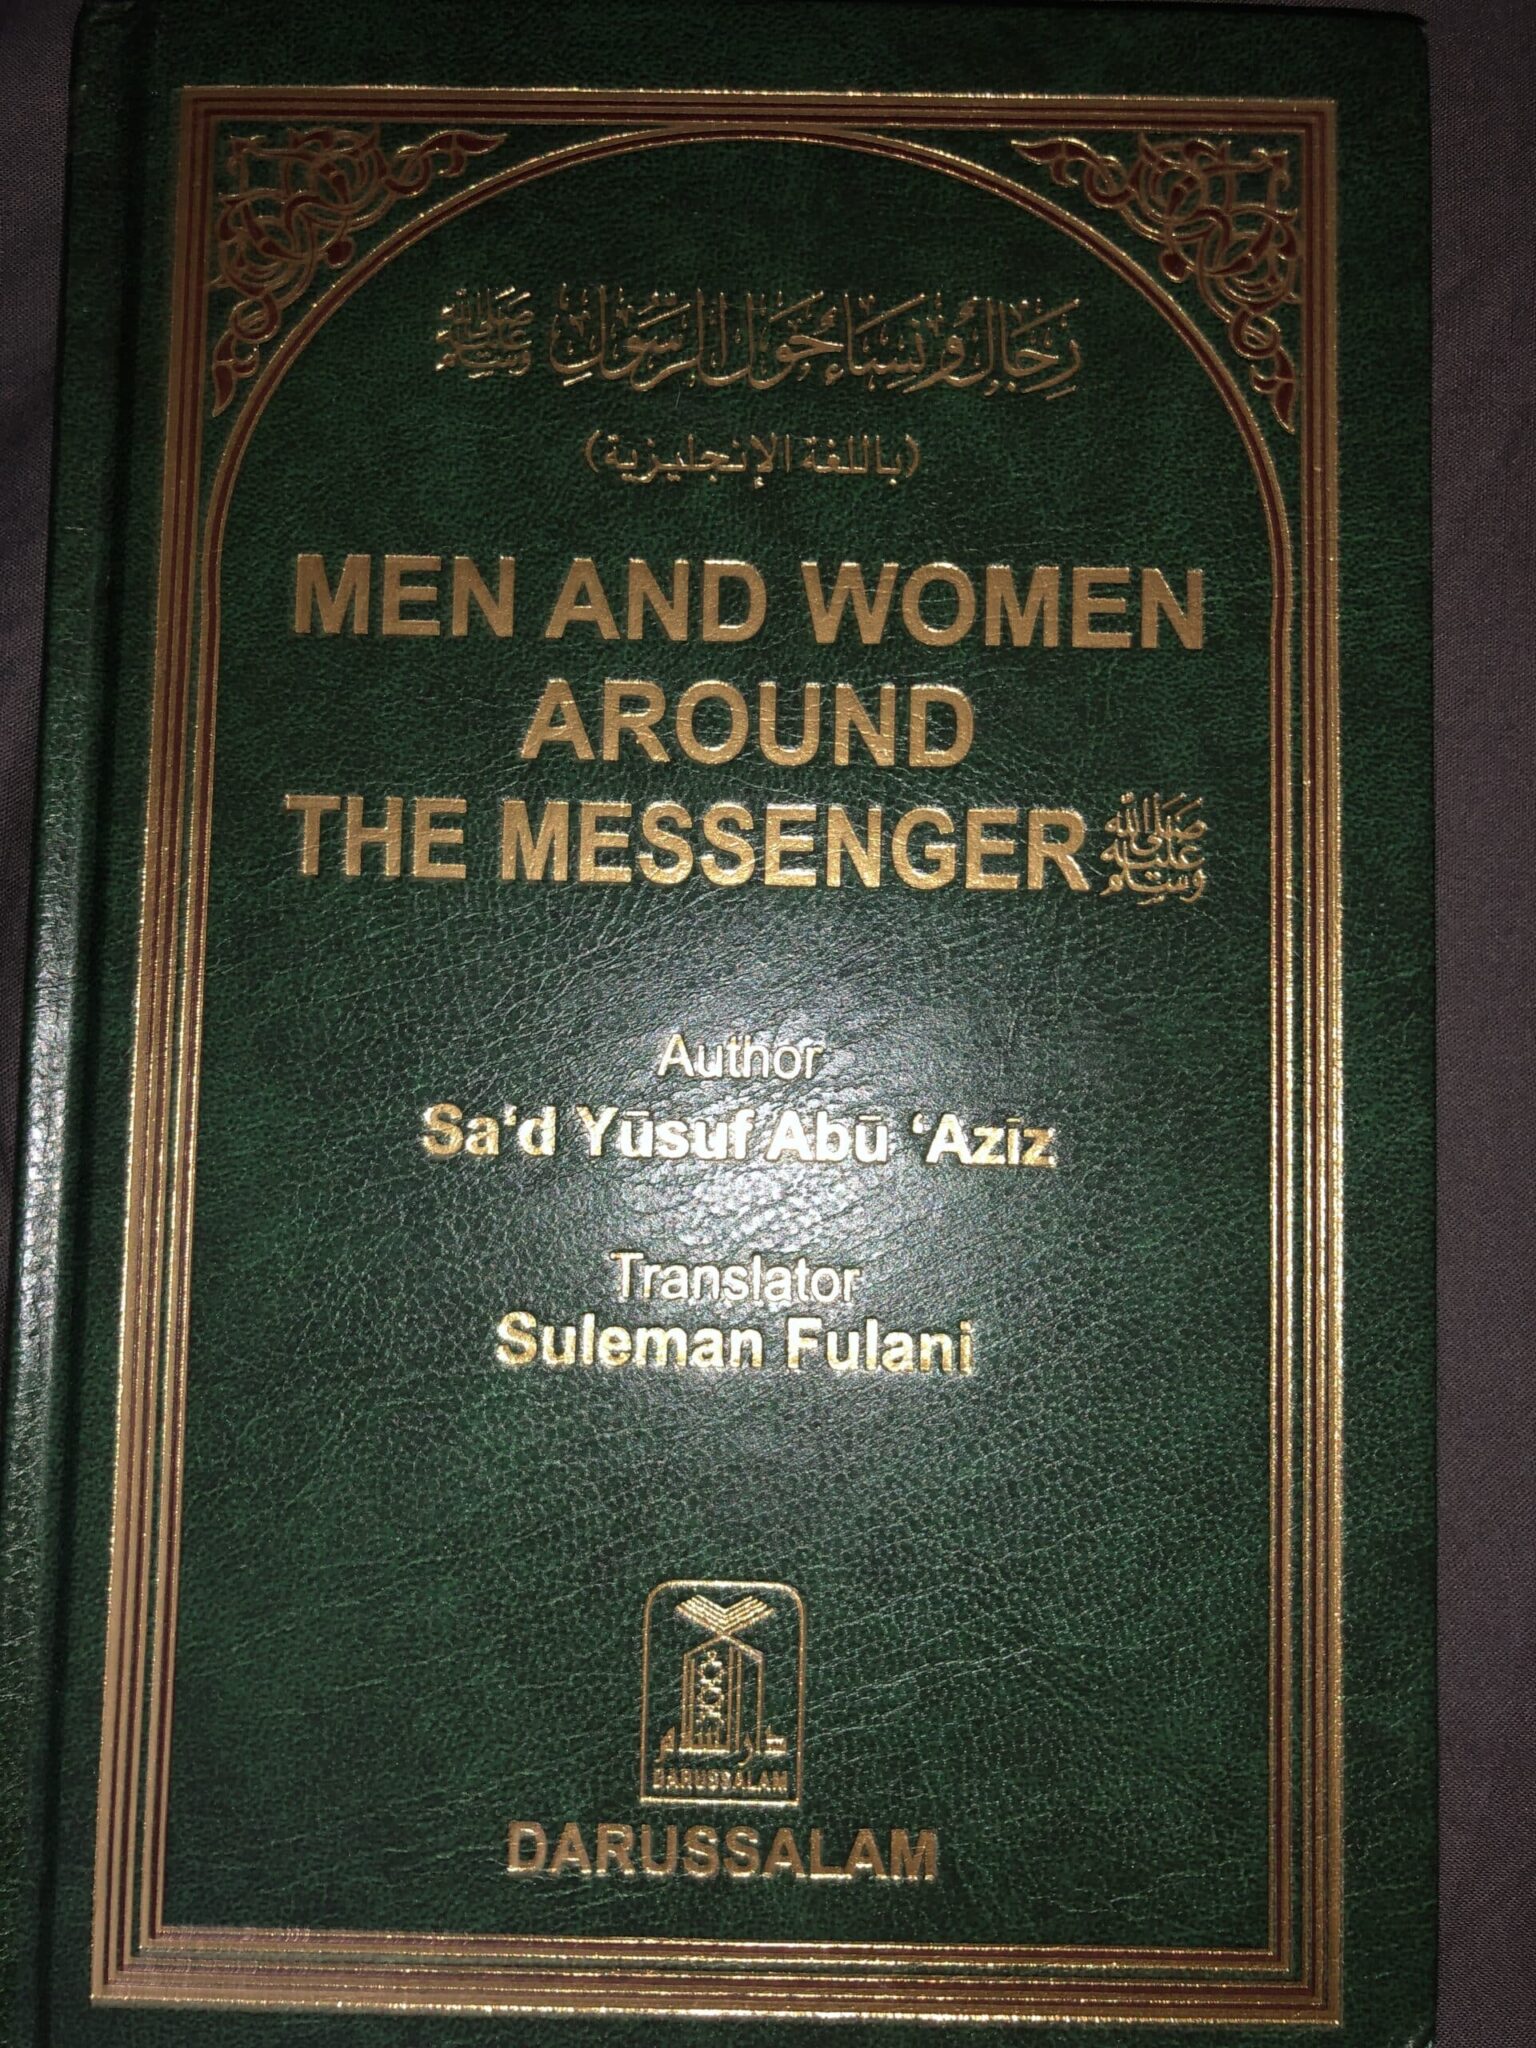 رجال ونساء حول الرسول صلى الله عليه وسلم
(باللغة الإنجليزية)
MEN AND WOMEN
AROUND
THE MESSENGER صلى الله عليه وسلم
Author
Sa‘d Yūsuf Abū ‘Azīz
Translator
Suleman Fulani
دار السلام
DARUSSALAM
DARUSSALAM